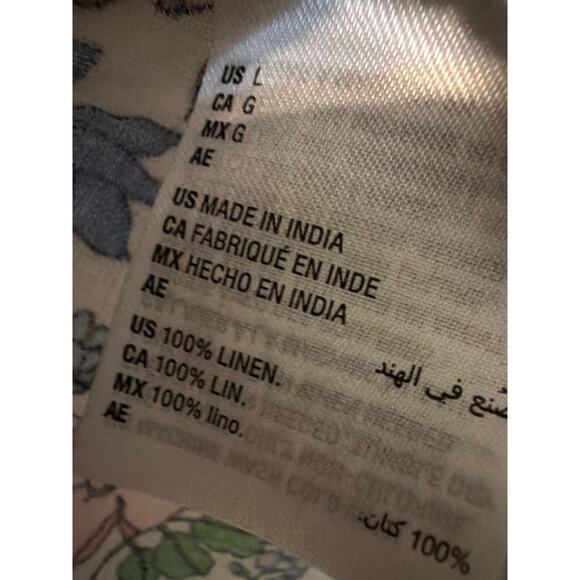 US L
CA G
MX G
AE
US MADE IN INDIA
CA FABRIQUÉ EN INDE
MX HECHO EN INDIA
AE
صُنع في الهند
US 100% LINEN.
CA 100% LIN.
MX 100% lino.
AE
100% كتان.